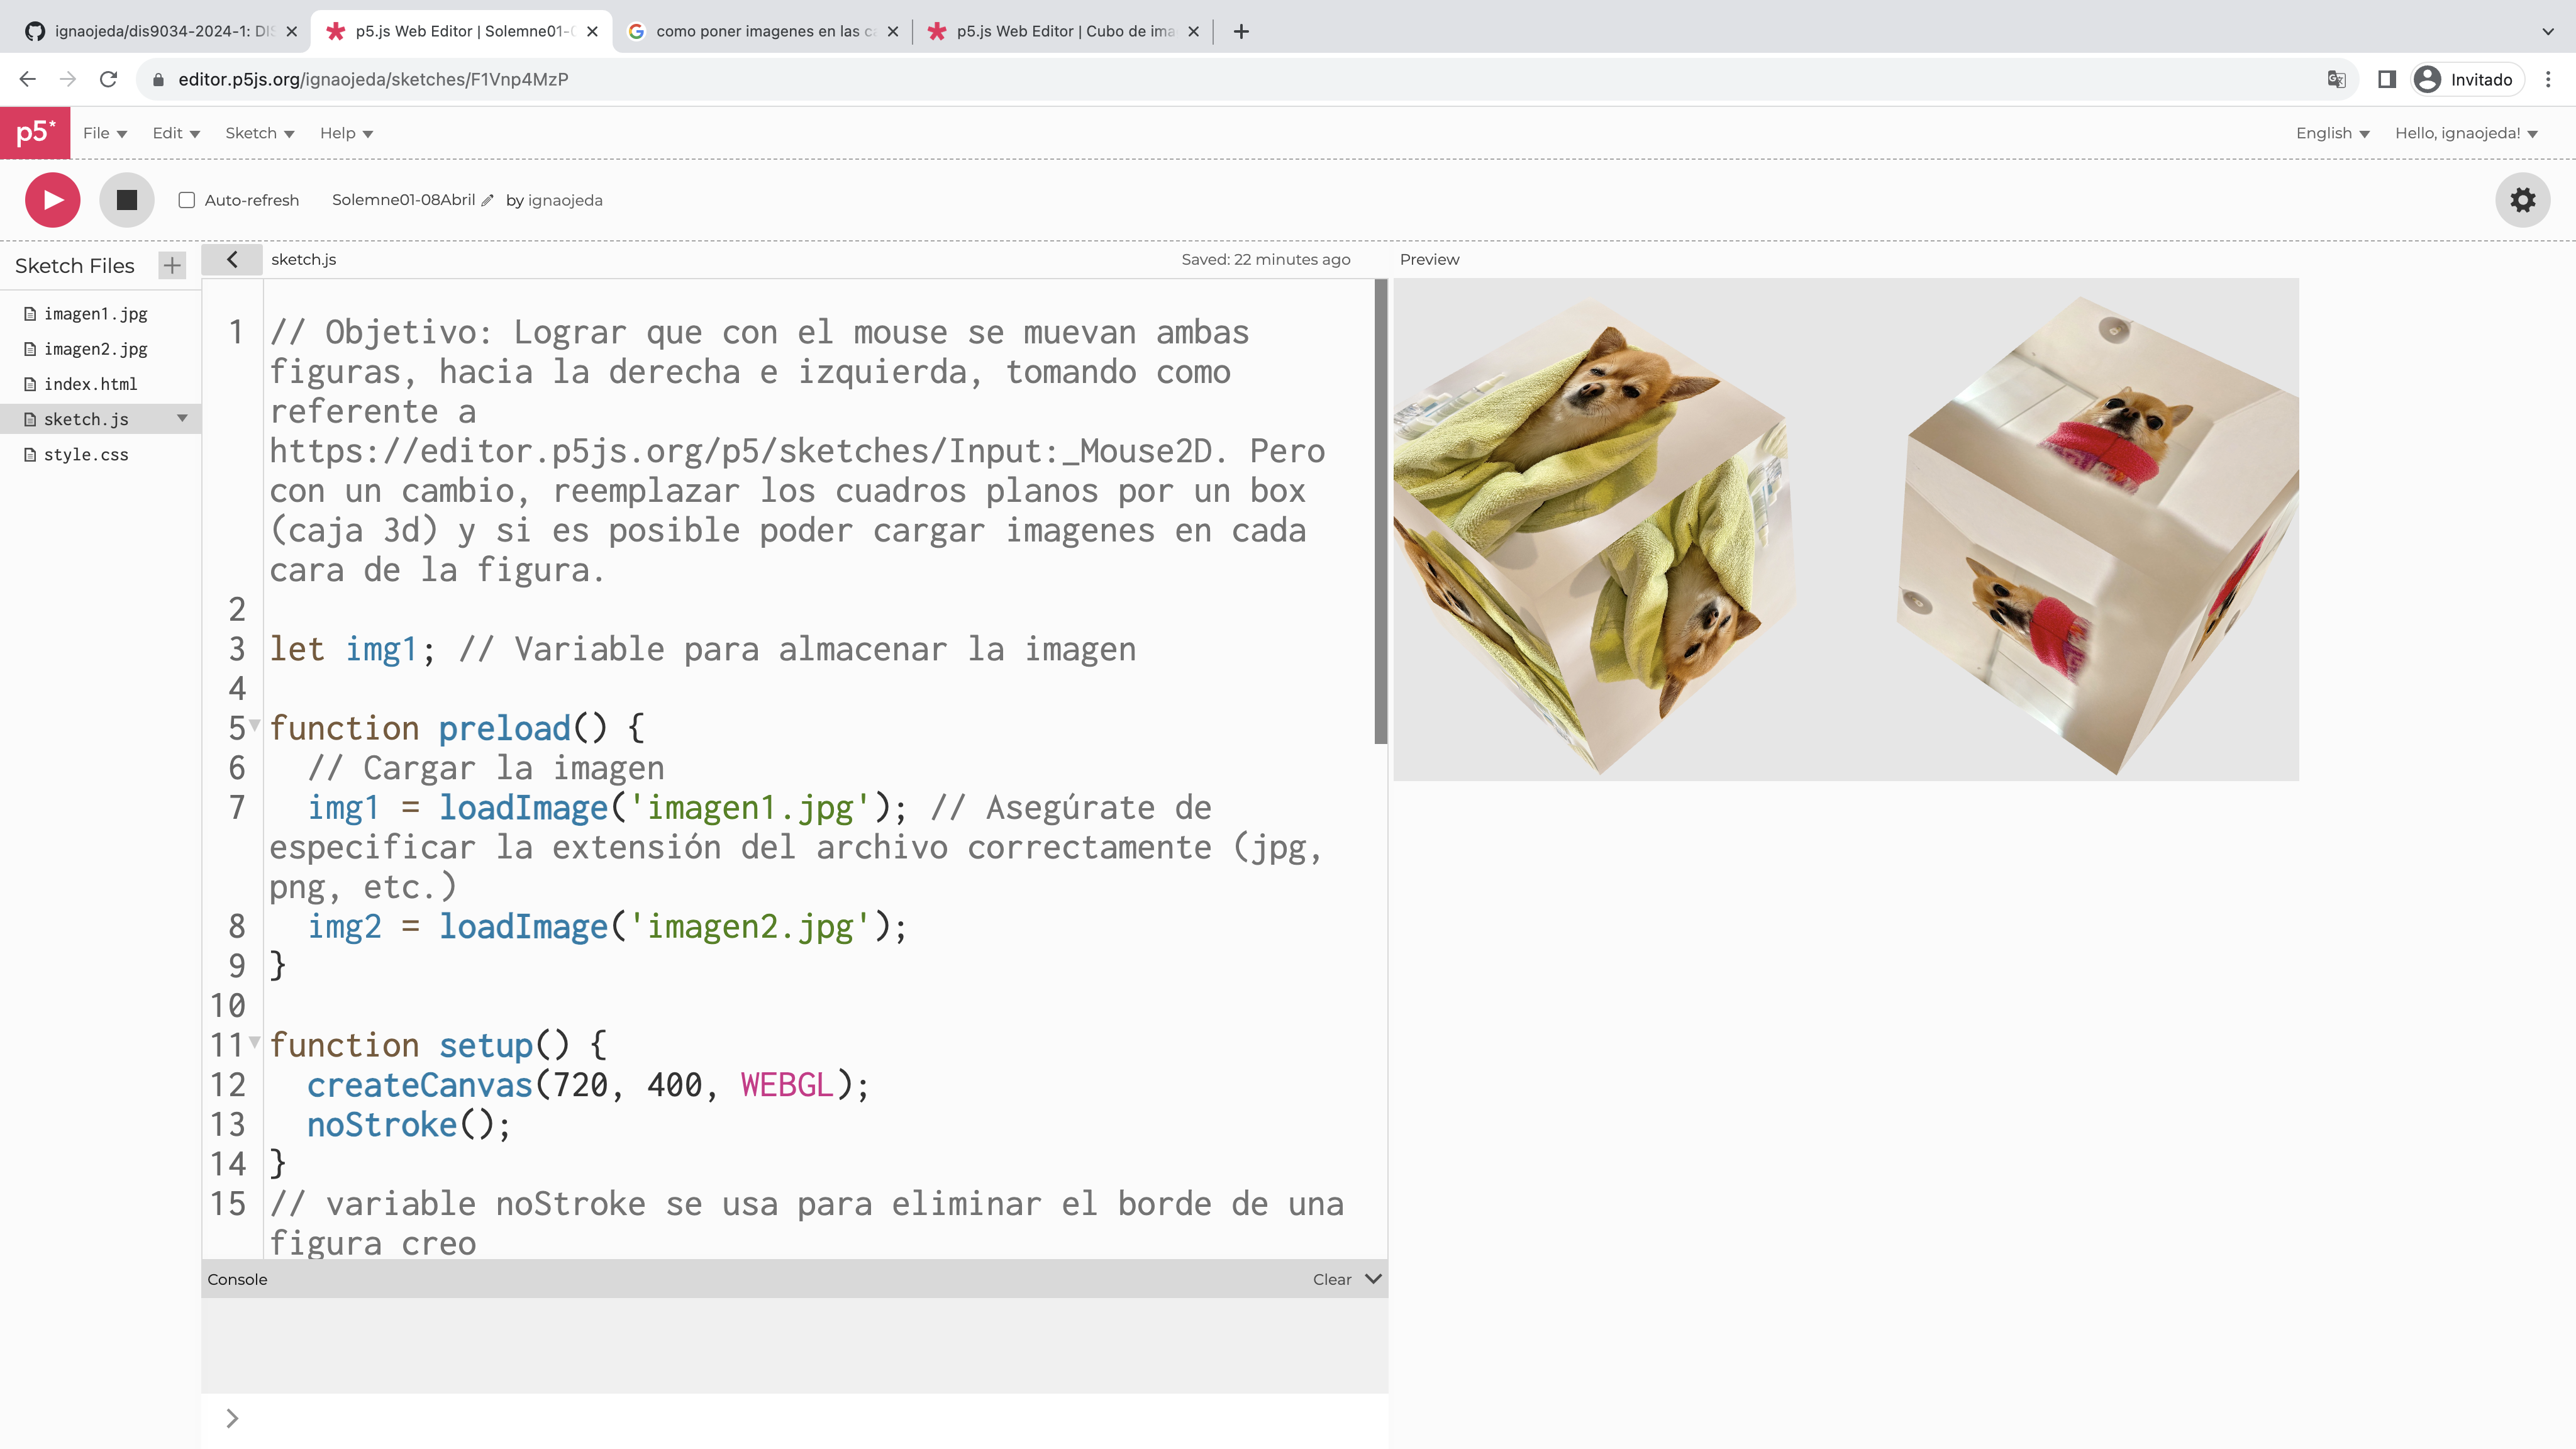 ignaojeda/dis9034-2024-1: DIS
p5.js Web Editor | Solemne01-0
como poner imagenes en las ca
p5.js Web Editor | Cubo de ima
editor.p5js.org/ignaojeda/sketches/F1Vnp4MzP
Invitado
p5*
File
Edit
Sketch
Help
English
Hello, ignaojeda!
Auto-refresh
Solemne01-08Abril
by ignaojeda
Sketch Files
+
sketch.js
Saved: 22 minutes ago
Preview
imagen1.jpg
imagen2.jpg
index.html
sketch.js
style.css
1 // Objetivo: Lograr que con el mouse se muevan ambas
figuras, hacia la derecha e izquierda, tomando como
referente a
https://editor.p5js.org/p5/sketches/Input:_Mouse2D. Pero
con un cambio, reemplazar los cuadros planos por un box
(caja 3d) y si es posible poder cargar imagenes en cada
cara de la figura.
2
3 let img1; // Variable para almacenar la imagen
4
5 function preload() {
6 // Cargar la imagen
7 img1 = loadImage('imagen1.jpg'); // Asegúrate de
especificar la extensión del archivo correctamente (jpg,
png, etc.)
8 img2 = loadImage('imagen2.jpg');
9 }
10
11 function setup() {
12 createCanvas(720, 400, WEBGL);
13 noStroke();
14 }
15 // variable noStroke se usa para eliminar el borde de una
figura creo
Console
Clear
>